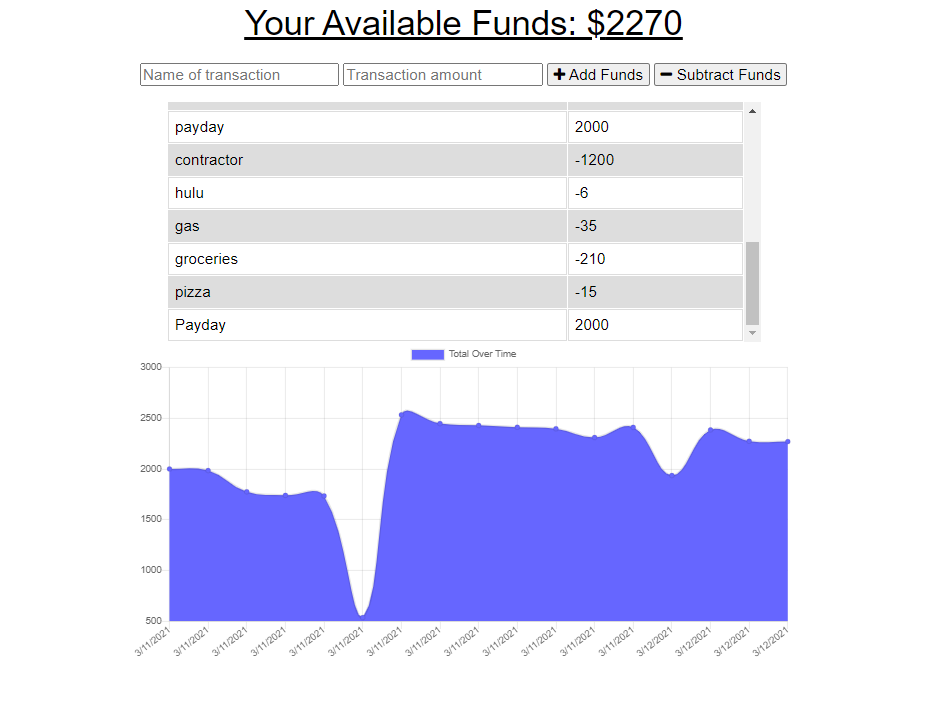 Your Available Funds: $2270
Name of transaction Transaction amount + Add Funds − Subtract Funds
payday 2000
contractor -1200
hulu -6
gas -35
groceries -210
pizza -15
Payday 2000
Total Over Time
3000
2500
2000
1500
1000
500
3/11/2021 3/11/2021 3/11/2021 3/11/2021 3/11/2021 3/11/2021 3/11/2021 3/11/2021 3/11/2021 3/11/2021 3/11/2021 3/11/2021 3/11/2021 3/12/2021 3/12/2021 3/12/2021 3/12/2021